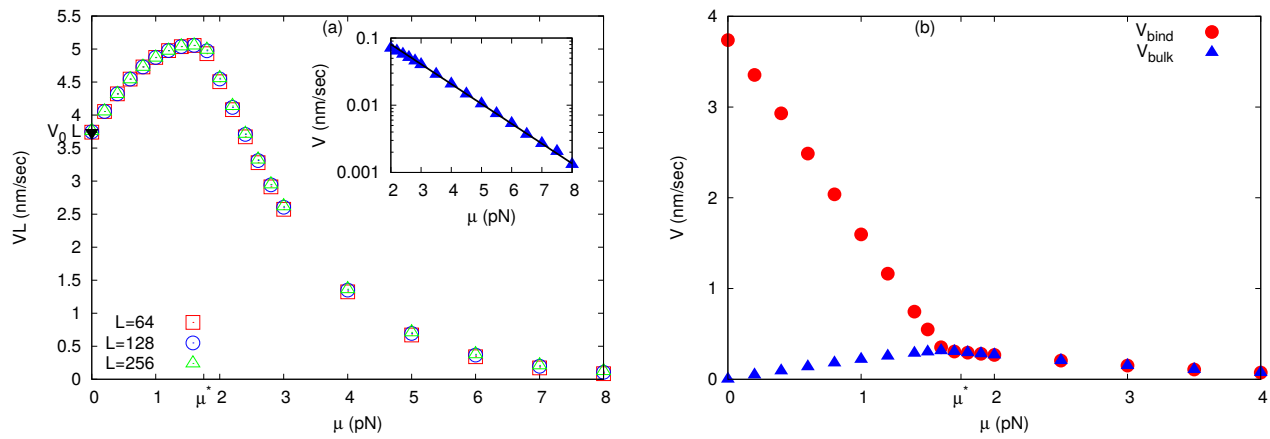 (a)
VL (nm/sec)
5.5
5
4.5
4
V₀ L
3.5
3
2.5
2
1.5
1
0.5
0
L=64
L=128
L=256
0 1 μ* 2 3 4 5 6 7 8
μ (pN)
V (nm/sec)
0.1
0.01
0.001
2 3 4 5 6 7 8
μ (pN)
(b)
V_bind
V_bulk
V (nm/sec)
4
3
2
1
0
0 1 μ* 2 3 4
μ (pN)